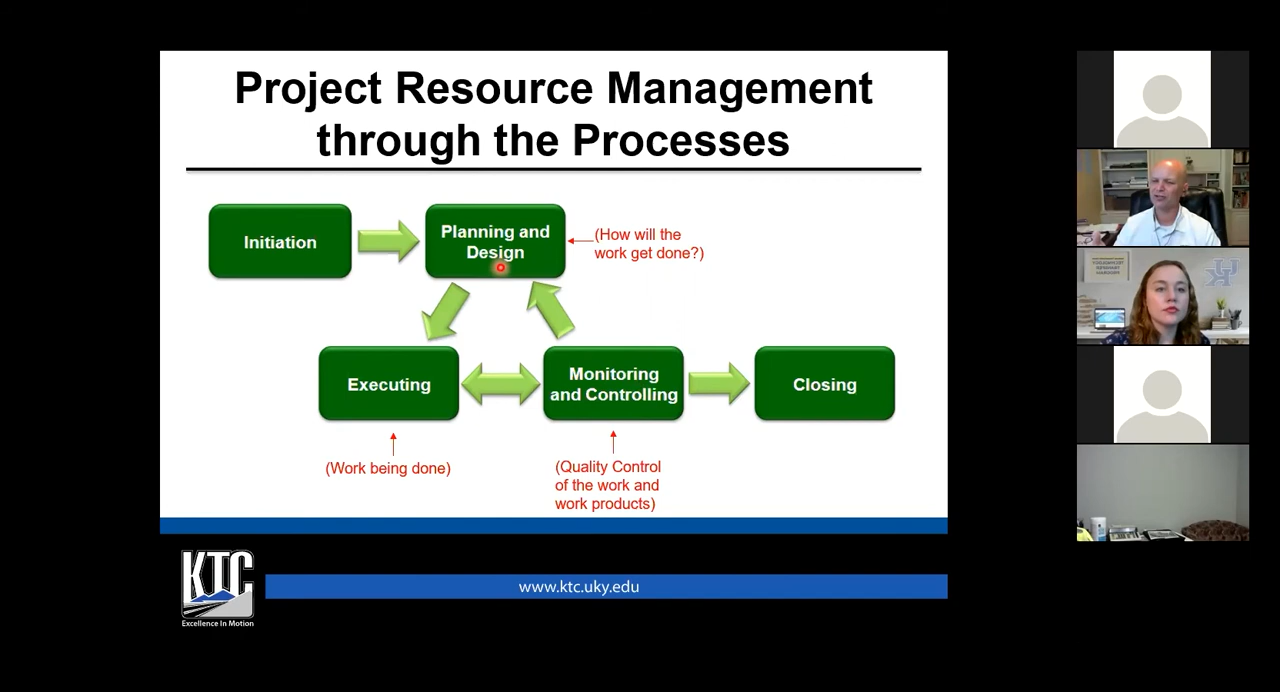 Project Resource Management
through the Processes
Initiation
Planning and
Design
(How will the
work get done?)
Executing
Monitoring
and Controlling
Closing
(Work being done)
(Quality Control
of the work and
work products)
KTC
Excellence In Motion
www.ktc.uky.edu
UK